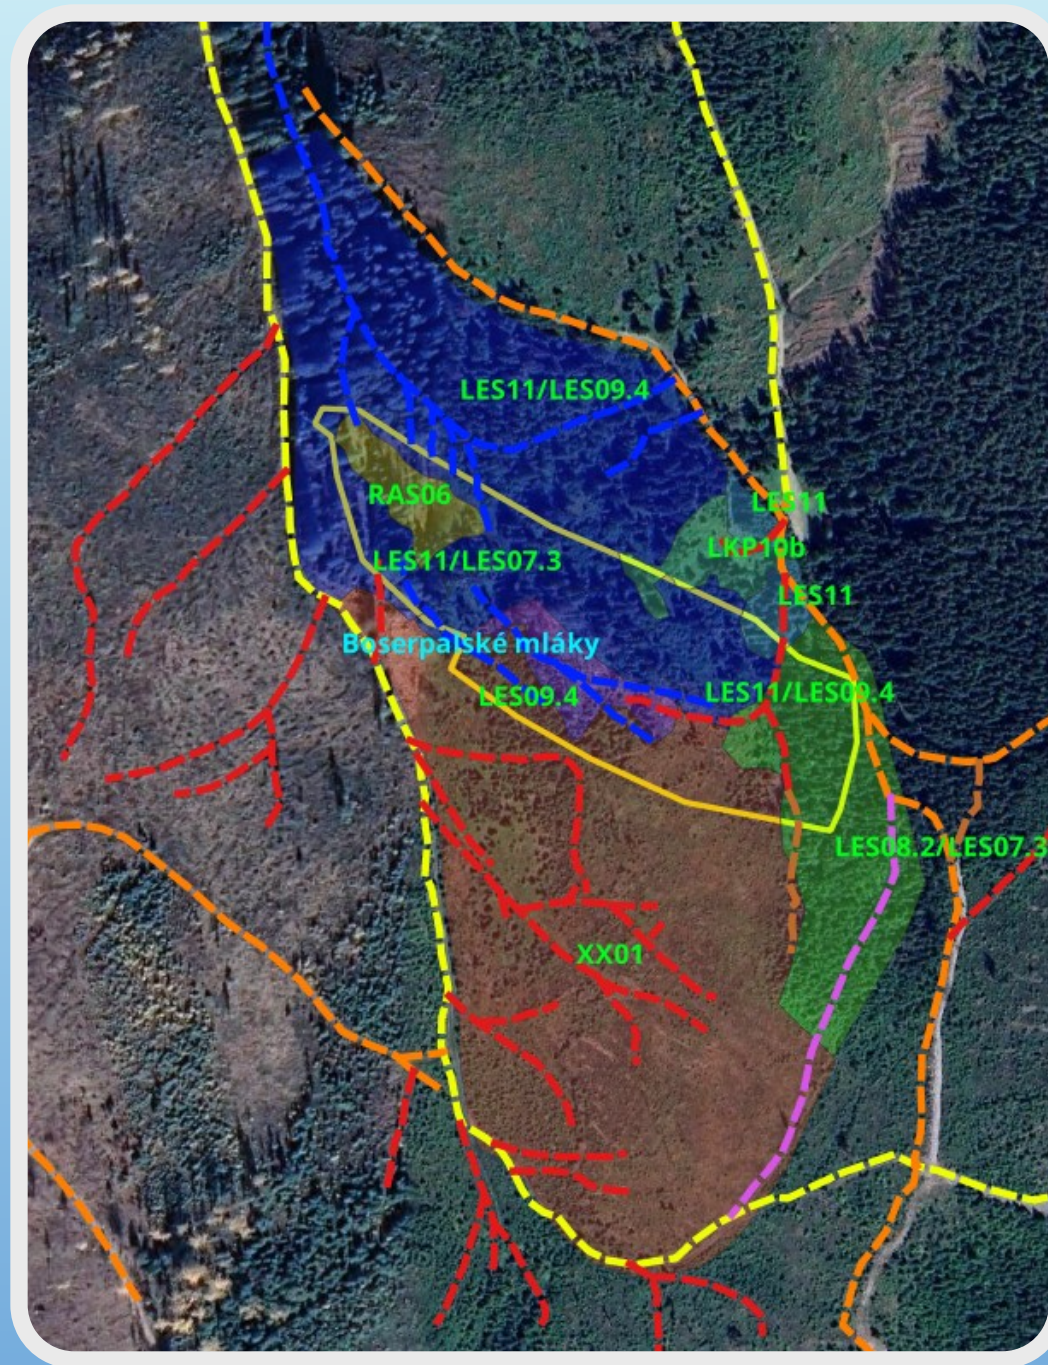 LES11/LES09.4
RAS06
LES11
LKP10b
LES11/LES07.3
LES11
Boserpalské mláky
LES09.4
LES11/LES09.4
LES08.2/LES07.3
XX01